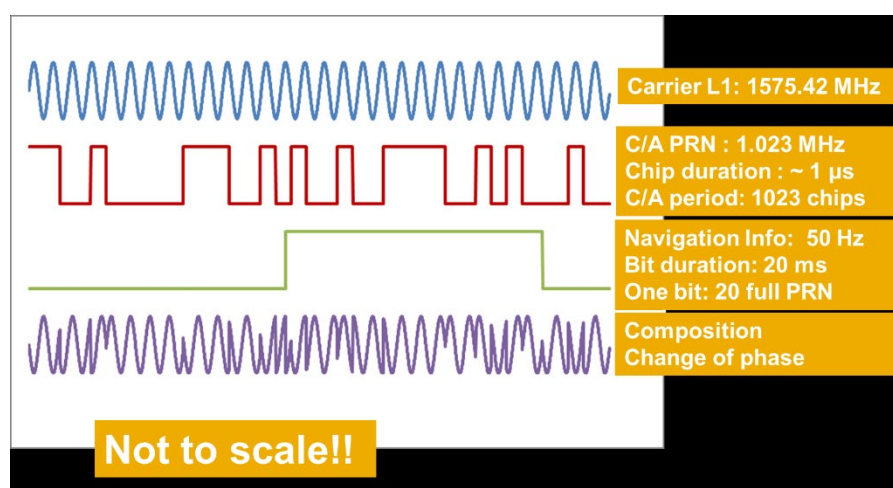 Carrier L1: 1575.42 MHz
C/A PRN : 1.023 MHz
Chip duration : ~ 1 µs
C/A period: 1023 chips
Navigation Info:  50 Hz
Bit duration: 20 ms
One bit: 20 full PRN
Composition
Change of phase
Not to scale!!